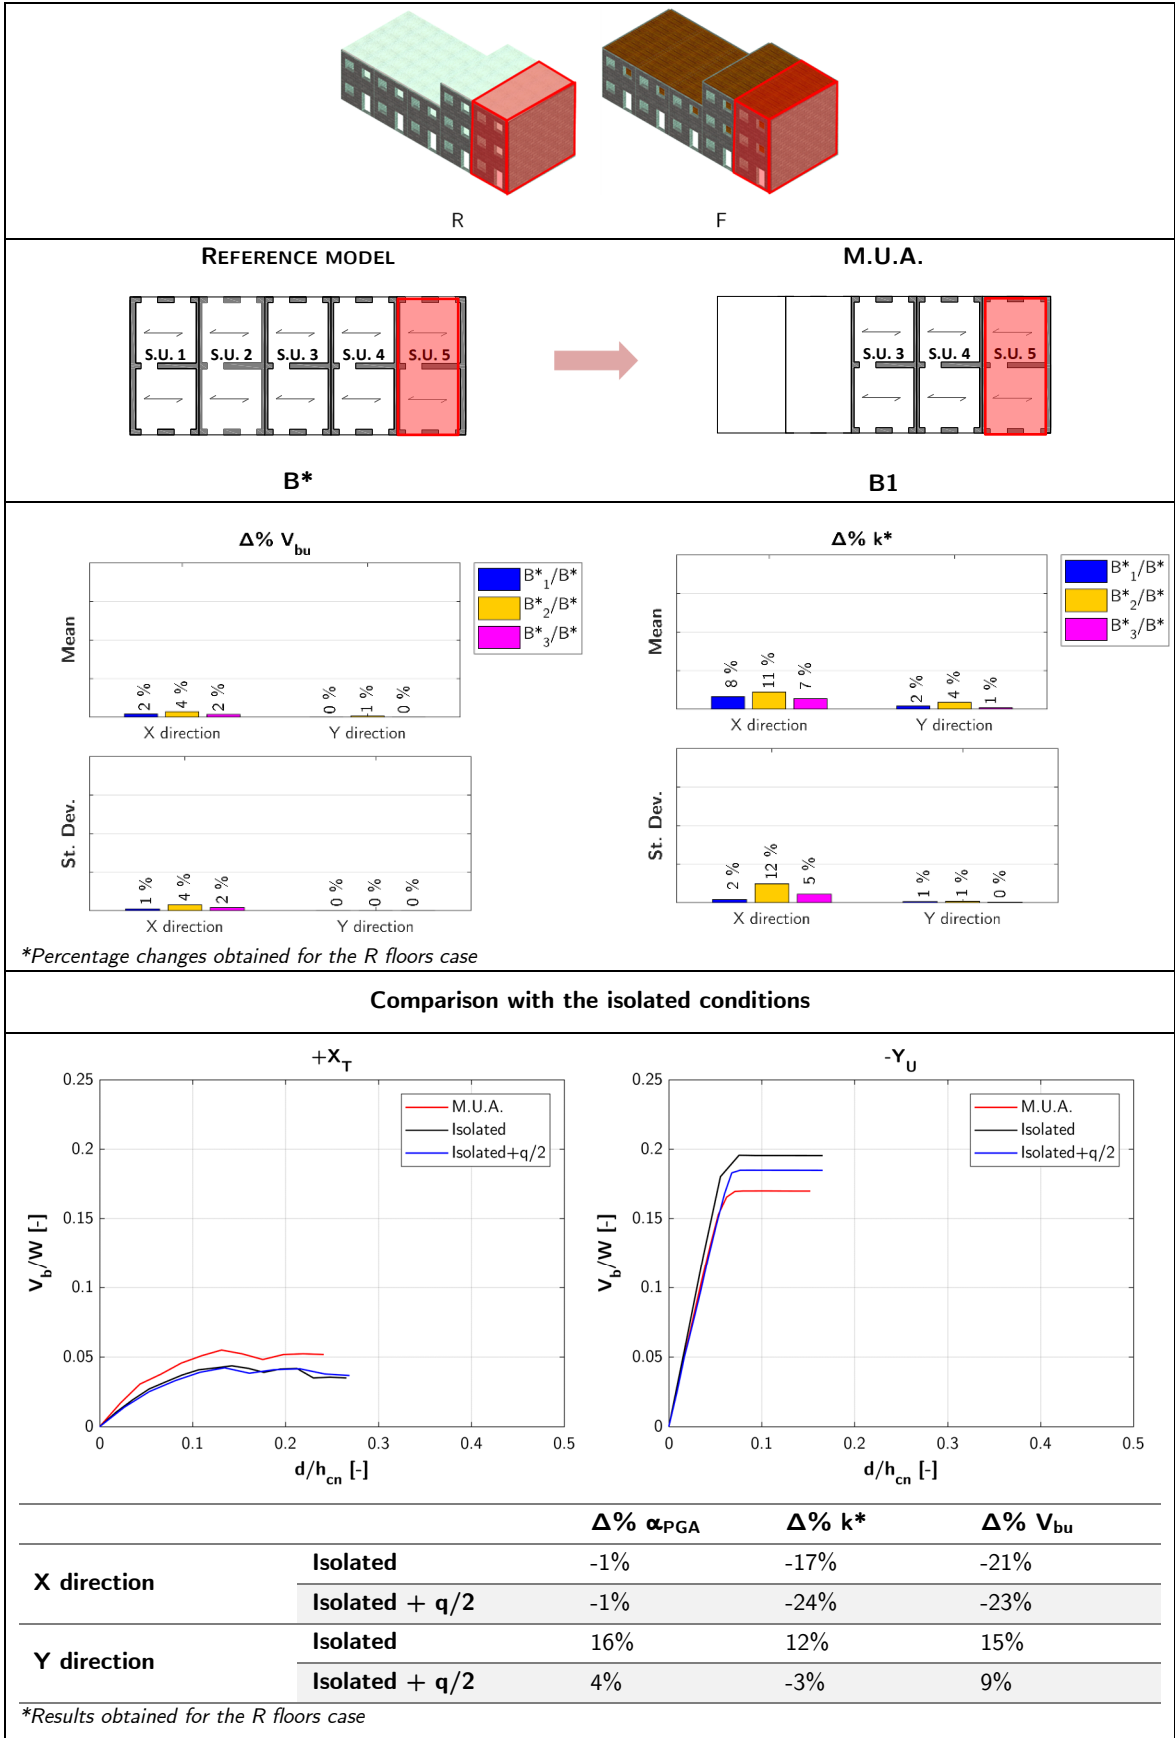 R F
REFERENCE MODEL M.U.A.
S.U. 1 S.U. 2 S.U. 3 S.U. 4 S.U. 5
S.U. 3 S.U. 4 S.U. 5
B* B1
Δ% Vbu
Mean
2 % 4 % 2 % 0 % 1 % 0 %
X direction Y direction
B*1/B*
B*2/B*
B*3/B*
St. Dev.
1 % 4 % 2 % 0 % 0 % 0 %
X direction Y direction
Δ% k*
Mean
8 % 11 % 7 % 2 % 4 % 1 %
X direction Y direction
B*1/B*
B*2/B*
B*3/B*
St. Dev.
2 % 12 % 5 % 1 % 1 % 0 %
X direction Y direction
*Percentage changes obtained for the R floors case
Comparison with the isolated conditions
+XT
Vb/W [-]
0.25
0.2
0.15
0.1
0.05
0
M.U.A.
Isolated
Isolated+q/2
0 0.1 0.2 0.3 0.4 0.5
d/hcn [-]
-YU
Vb/W [-]
0.25
0.2
0.15
0.1
0.05
0
M.U.A.
Isolated
Isolated+q/2
0 0.1 0.2 0.3 0.4 0.5
d/hcn [-]
Δ% αPGA Δ% k* Δ% Vbu
X direction
Isolated -1% -17% -21%
Isolated + q/2 -1% -24% -23%
Y direction
Isolated 16% 12% 15%
Isolated + q/2 4% -3% 9%
*Results obtained for the R floors case